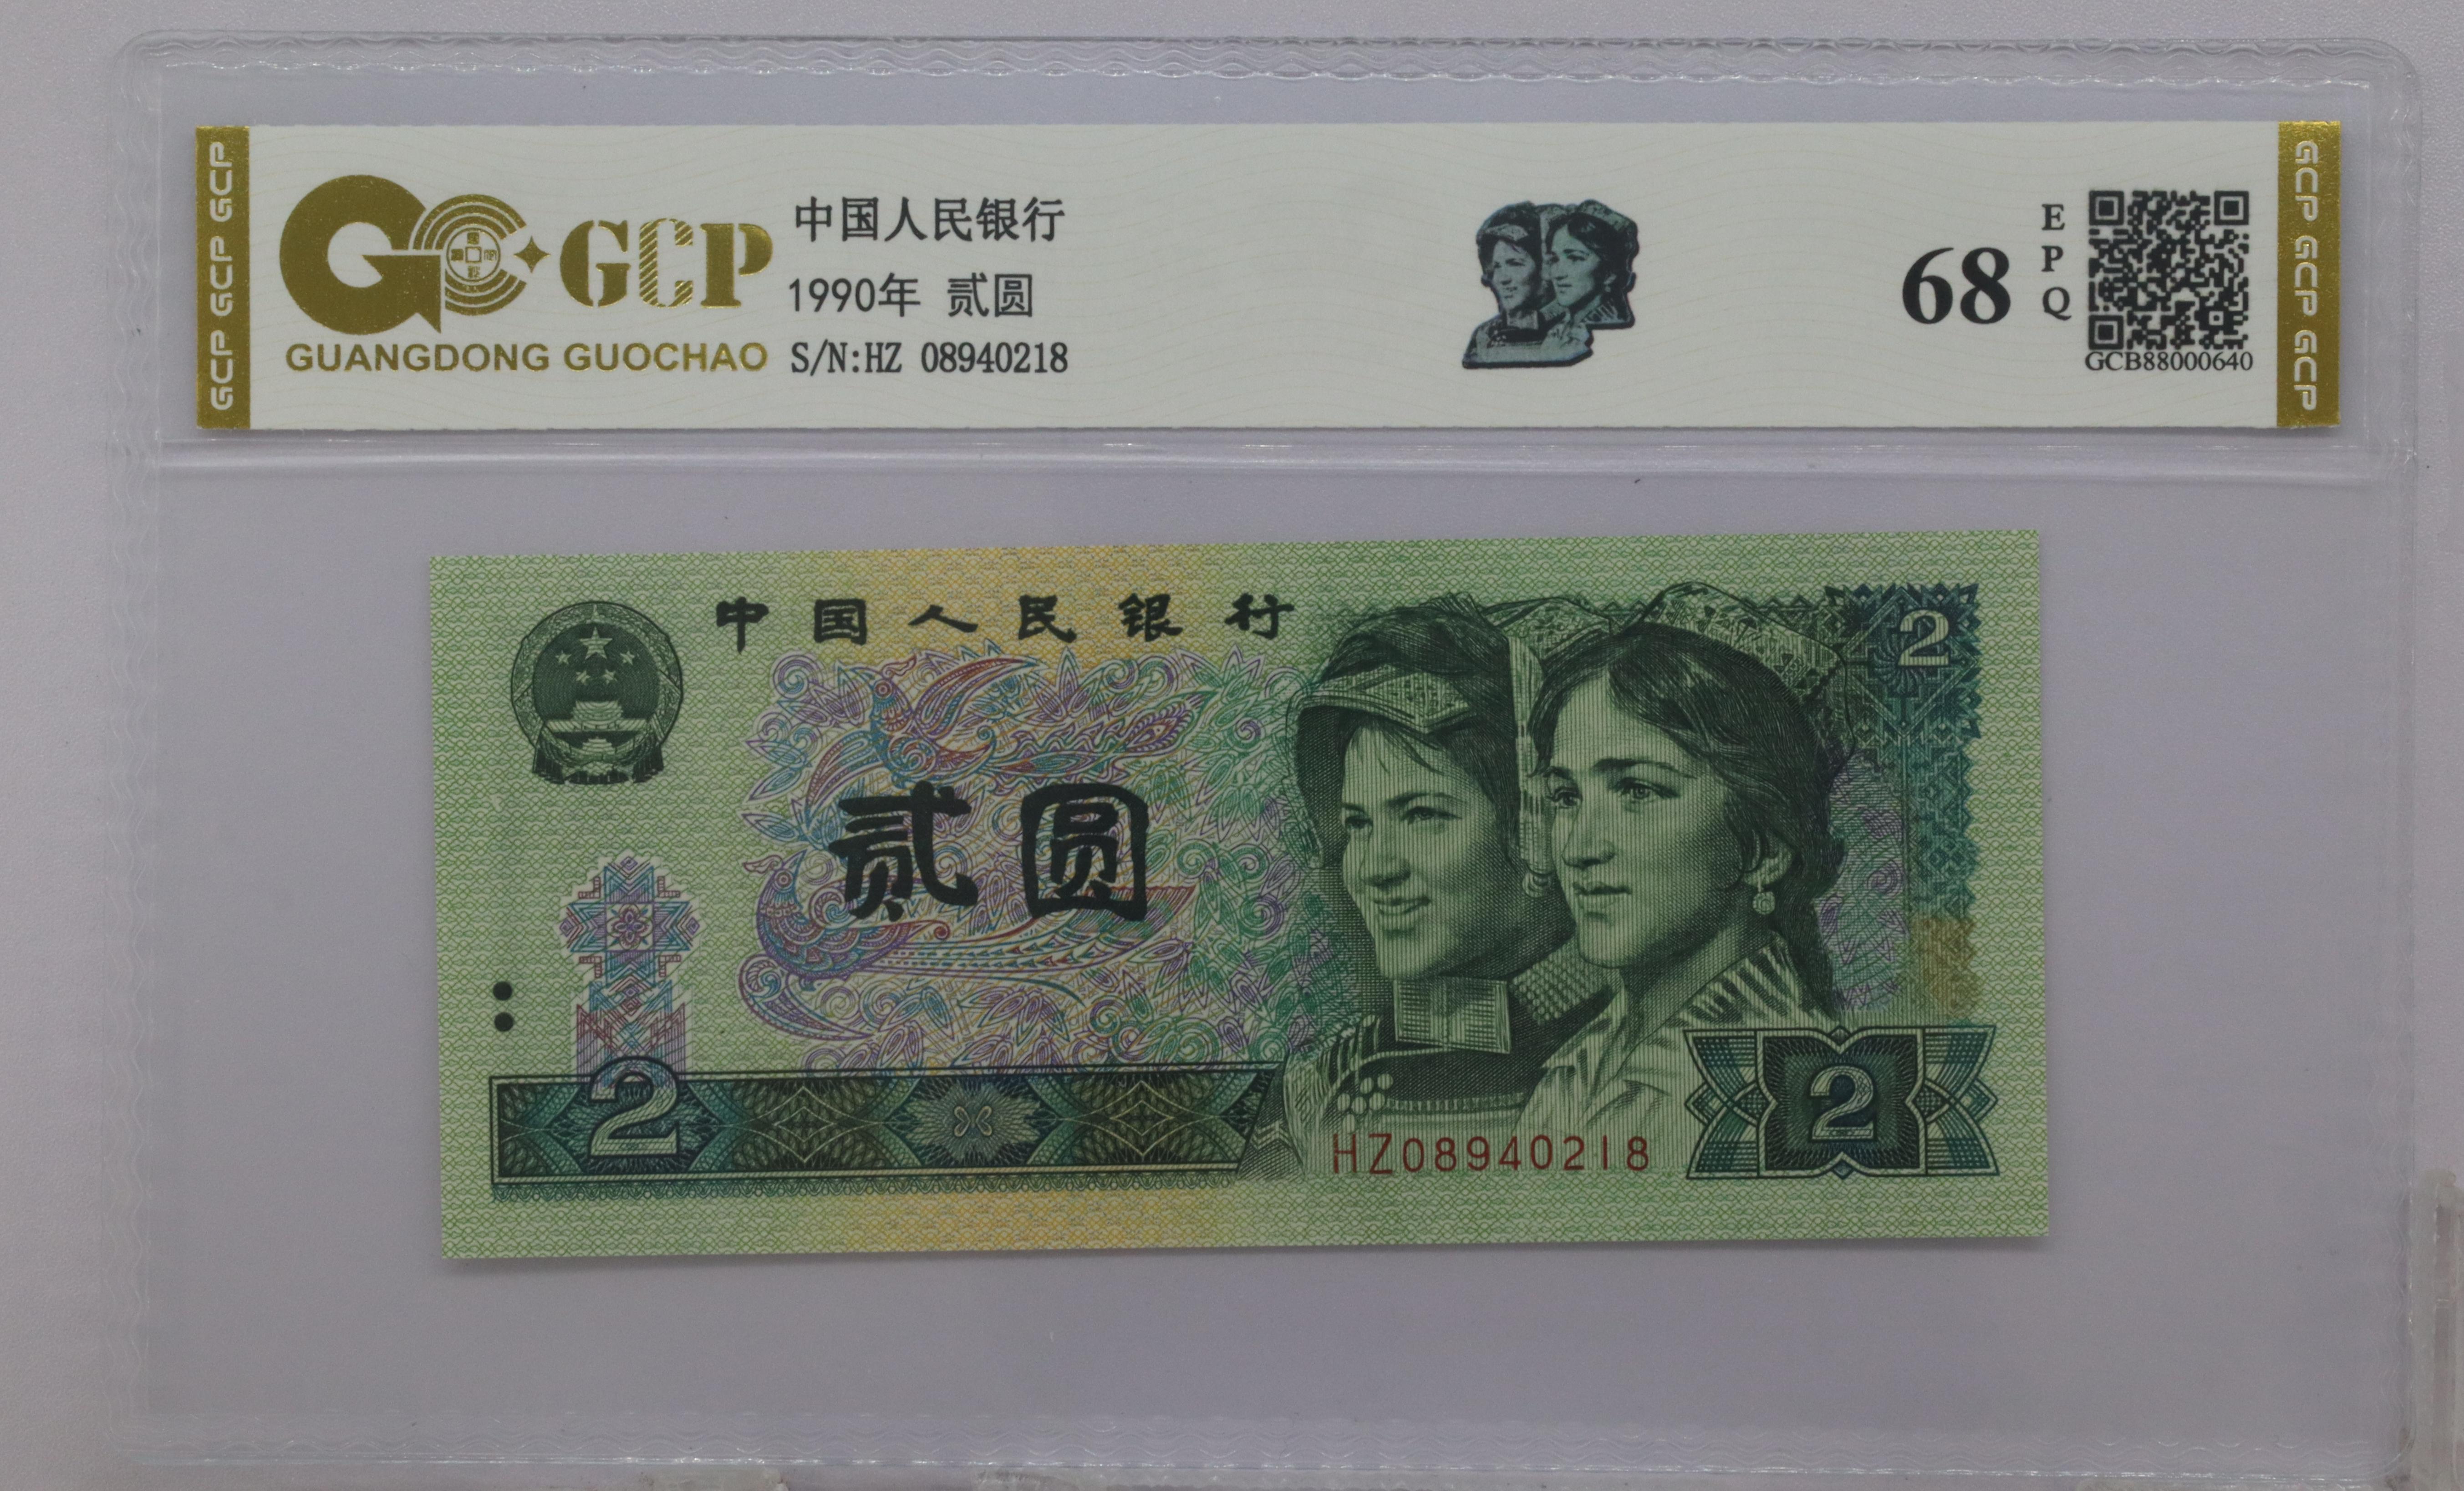 GCP GCP GCP
GCP
GUANGDONG GUOCHAO
中国人民银行
1990年 贰圆
S/N:HZ 08940218
68
E
P
Q
GCB88000640
GCP GCP GCP
中国人民银行
2
贰圆
2
HZ08940218
2